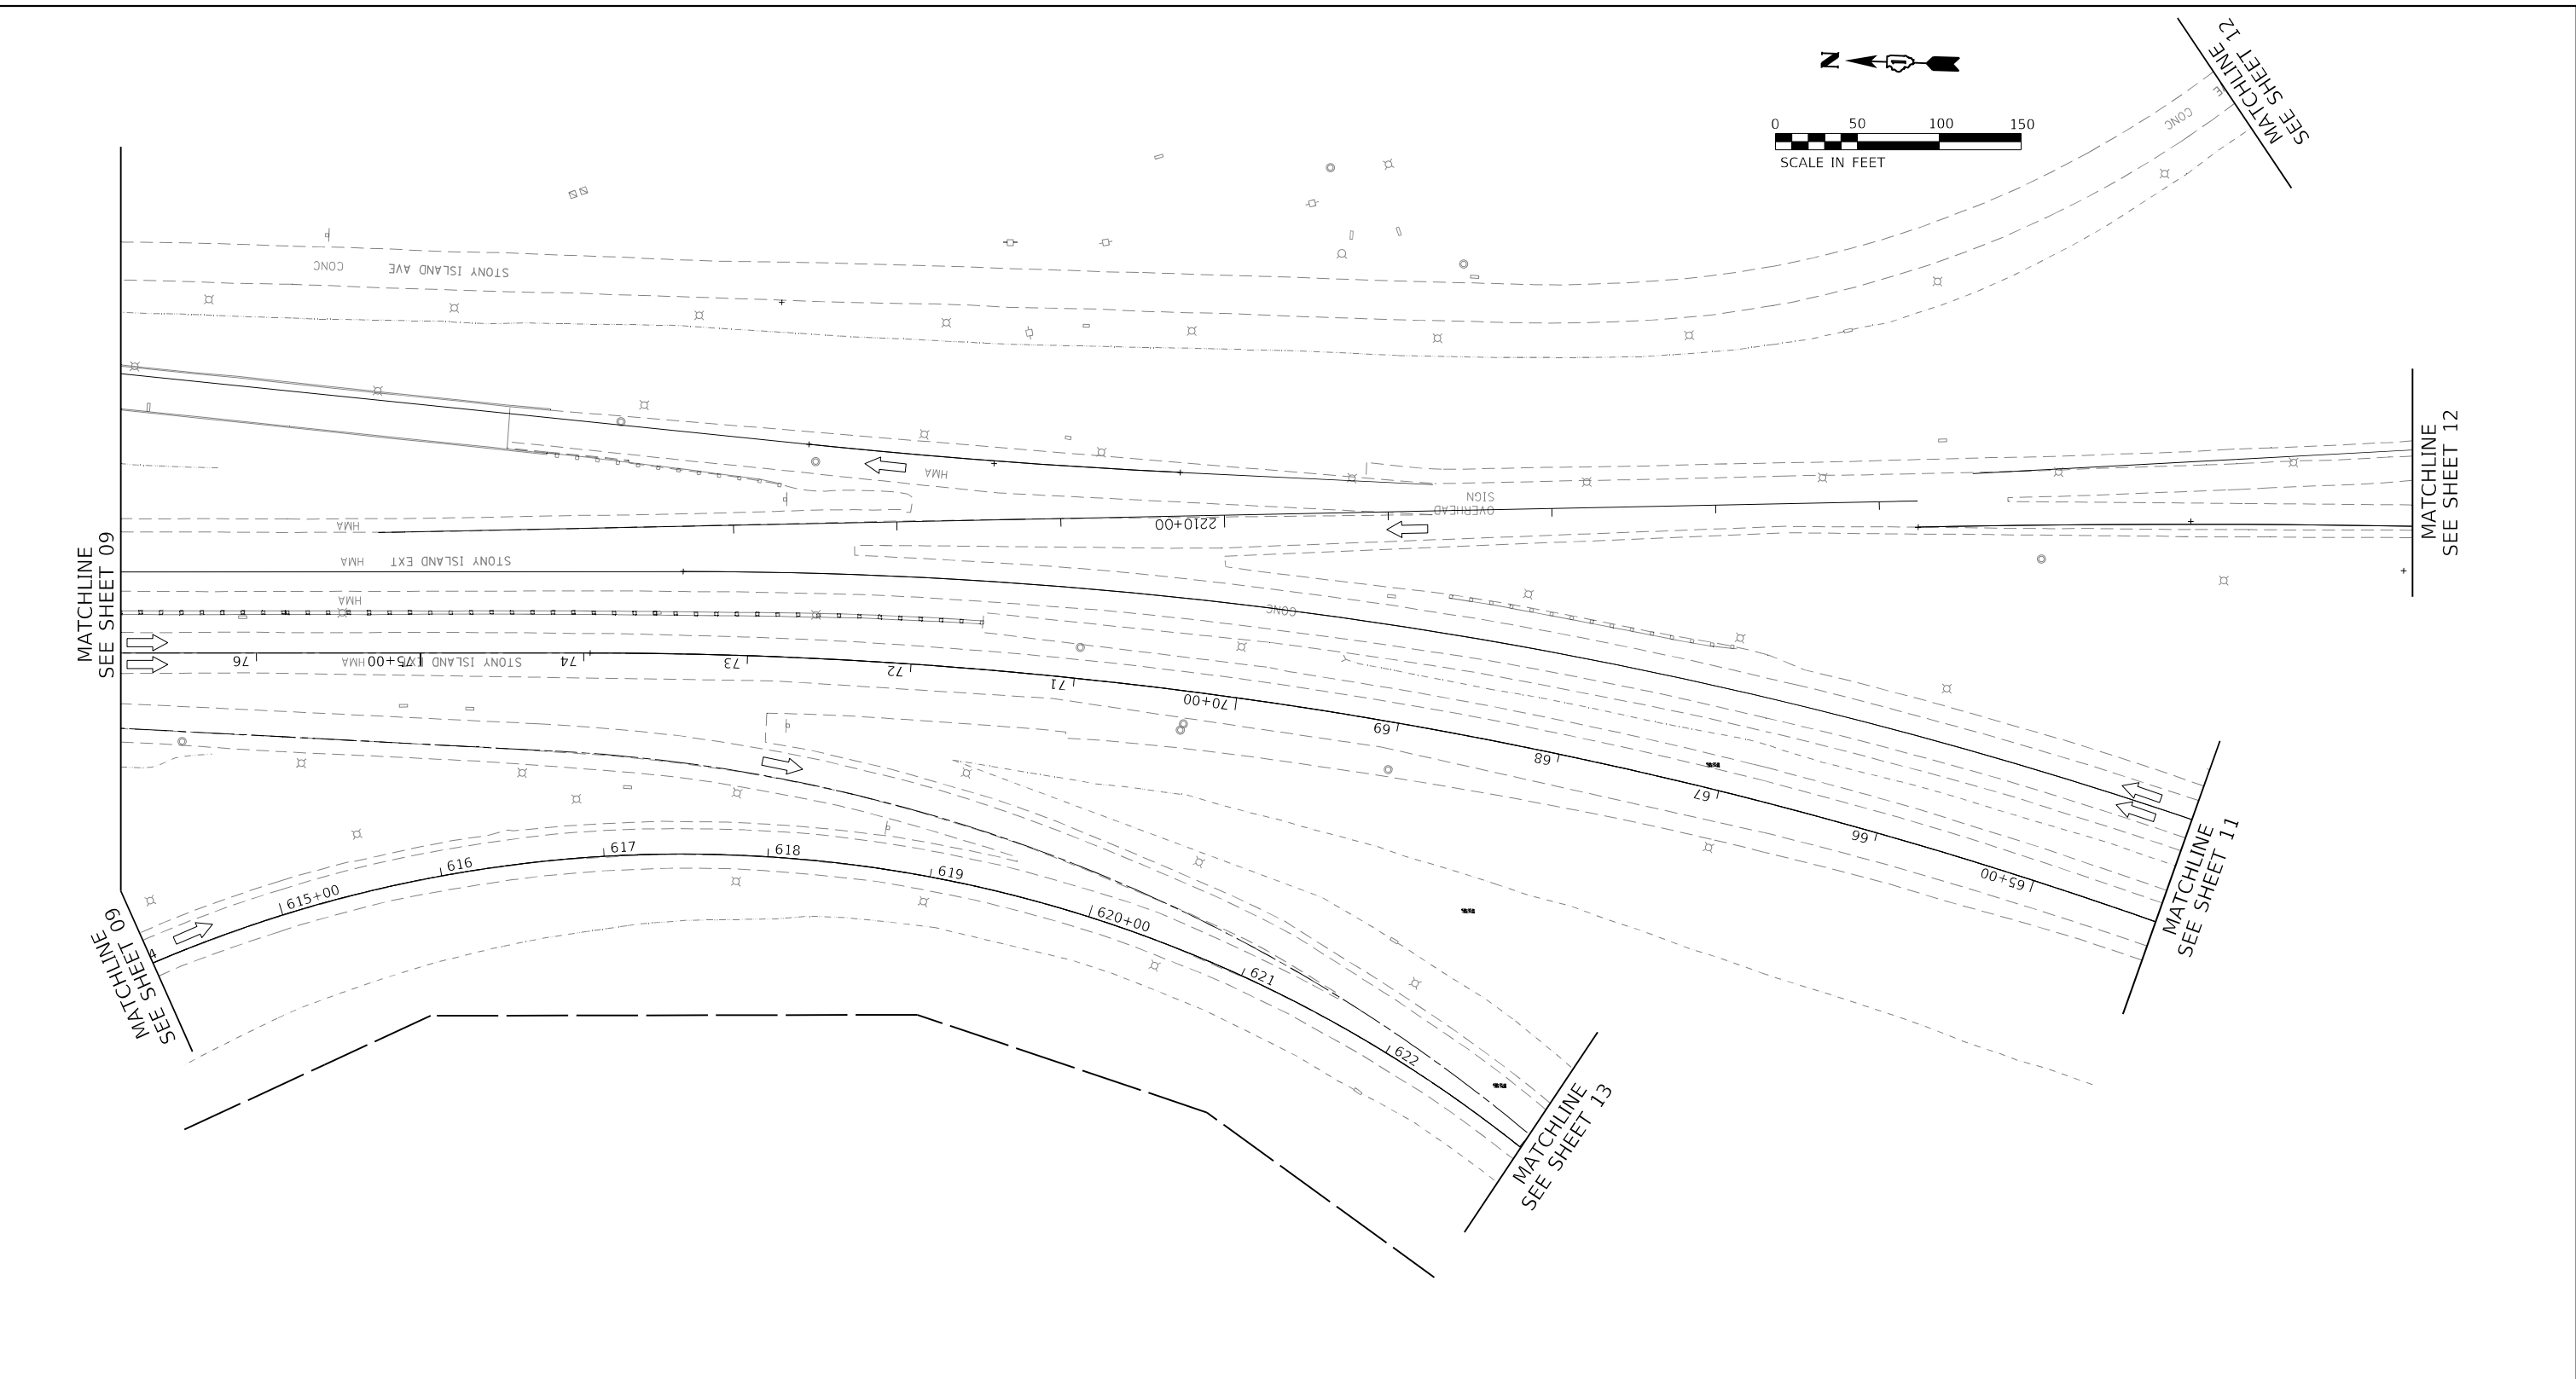 MATCHLINE
SEE SHEET 12
N
0 50 100 150
SCALE IN FEET
CONC
CONC
STONY ISLAND AVE
MATCHLINE
SEE SHEET 12
HMA
SIGN
OVERHEAD
2210+00
HMA
MATCHLINE
SEE SHEET 09
HMA
STONY ISLAND EXT
HMA
CONC
76
75+00
74
73
72
71
70+00
69
68
67
66
65+00
HMA
STONY ISLAND EXT
MATCHLINE
SEE SHEET 11
615+00
616
617
618
619
620+00
621
622
MATCHLINE
SEE SHEET 09
MATCHLINE
SEE SHEET 13